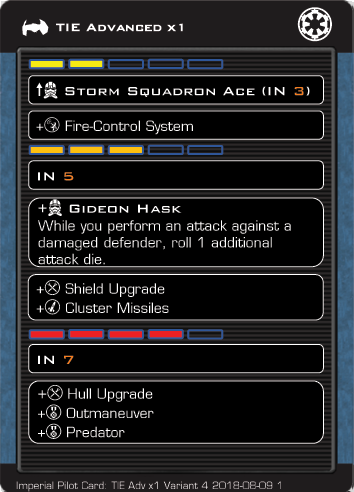 TIE Advanced x1
Storm Squadron Ace (IN 3)
+ Fire-Control System
IN 5
+ Gideon Hask
While you perform an attack against a
damaged defender, roll 1 additional
attack die.
+ Shield Upgrade
+ Cluster Missiles
IN 7
+ Hull Upgrade
+ Outmaneuver
+ Predator
Imperial Pilot Card: TIE Adv x1 Variant 4 2018-08-09 1